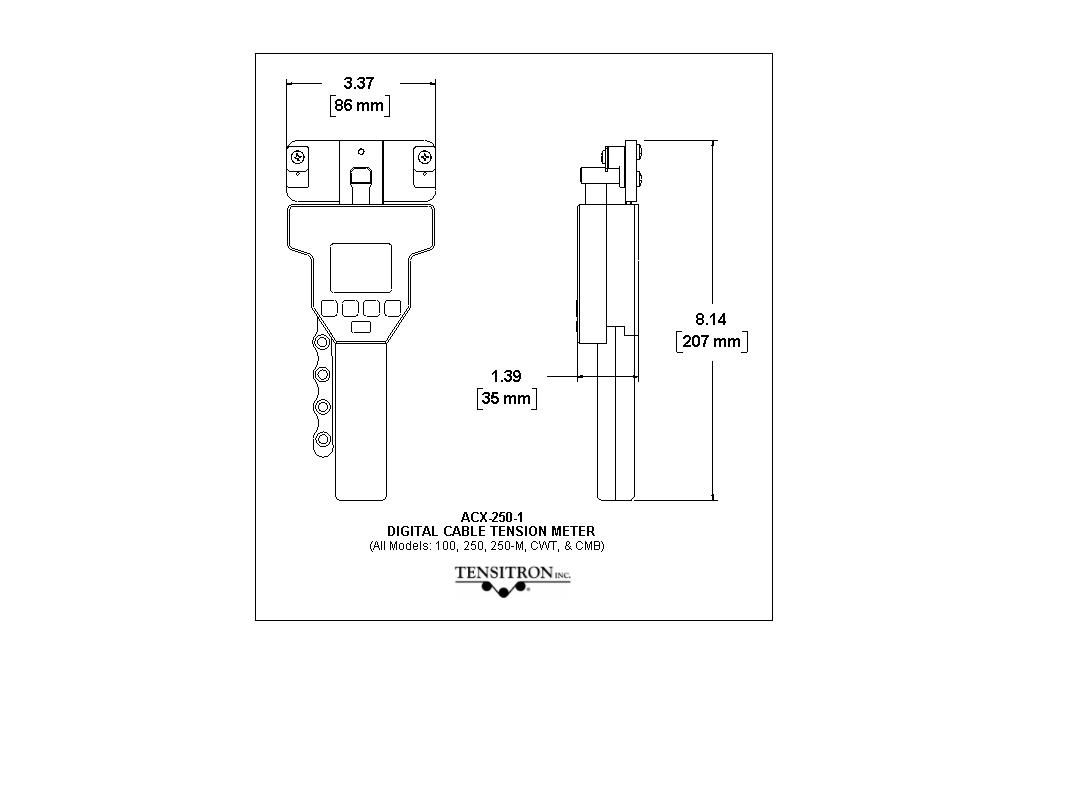 3.37
[86 mm]
8.14
[207 mm]
1.39
[35 mm]
ACX-250-1
DIGITAL CABLE TENSION METER
(All Models: 100, 250, 250-M, CWT, & CMB)
TENSITRON INC.
®